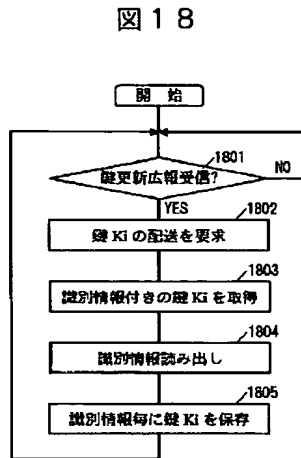 図18
開始
1801
鍵更新広報受信?
NO
YES
1802
鍵Kiの配送を要求
1803
識別情報付きの鍵Kiを取得
1804
識別情報読み出し
1805
識別情報毎に鍵Kiを保存